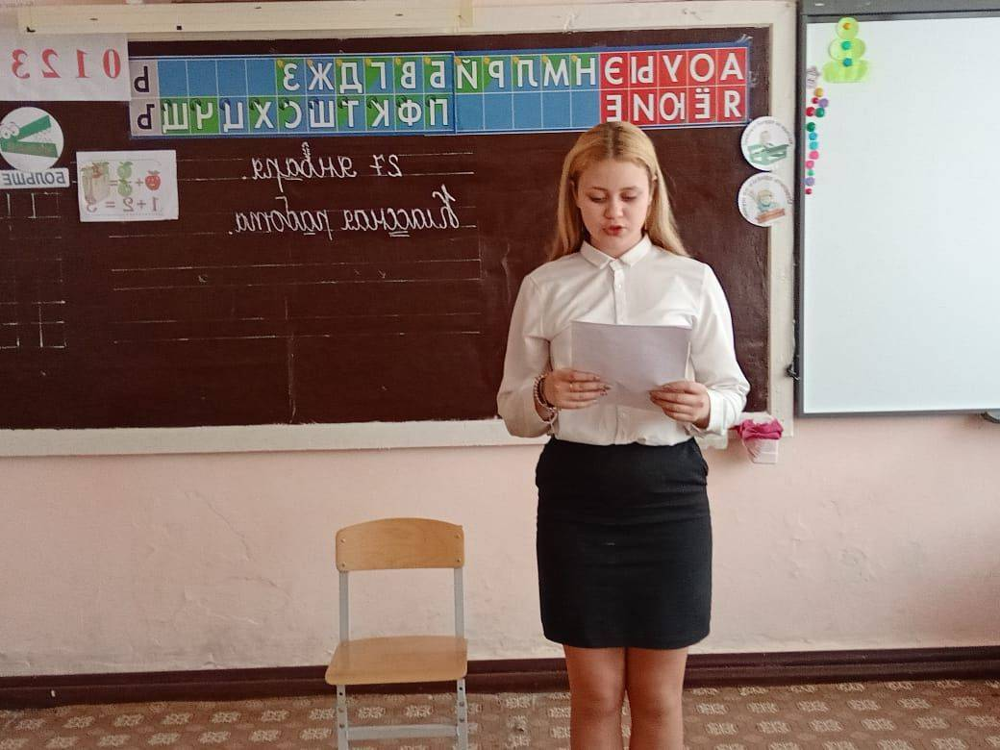 0 1 2 3
А О У Ы Э Н М Л Р Й Б В Г Д Ж З Ь
Я Ё Ю И Е П Ф К Т Ш С Х Ц Ч Щ Ъ
БОЛЬШЕ
3 = 2 + 1
27 января.
Классная работа.